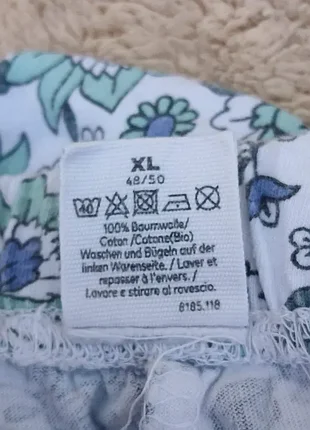 XL
48/50
40
100% Baumwolle/
Coton/Cotone(Bio)
Waschen und Bügeln auf der
linken Warenseite./Laver et
repasser à l'envers./
Lavare e stirare al rovescio.
8185.118